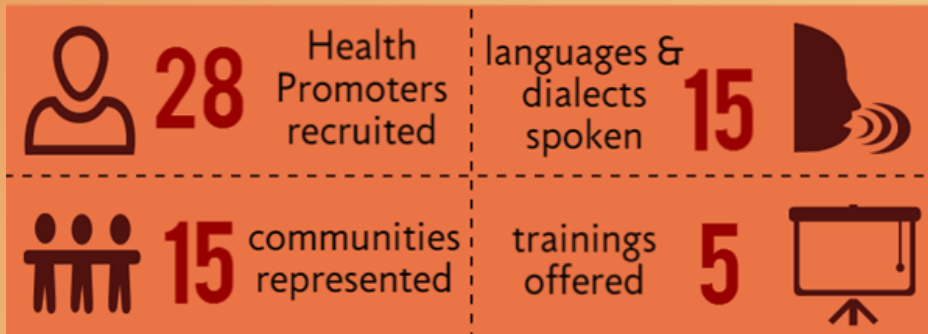 28
Health
Promoters
recruited
languages &
dialects
spoken
15
15
communities
represented
trainings
offered
5